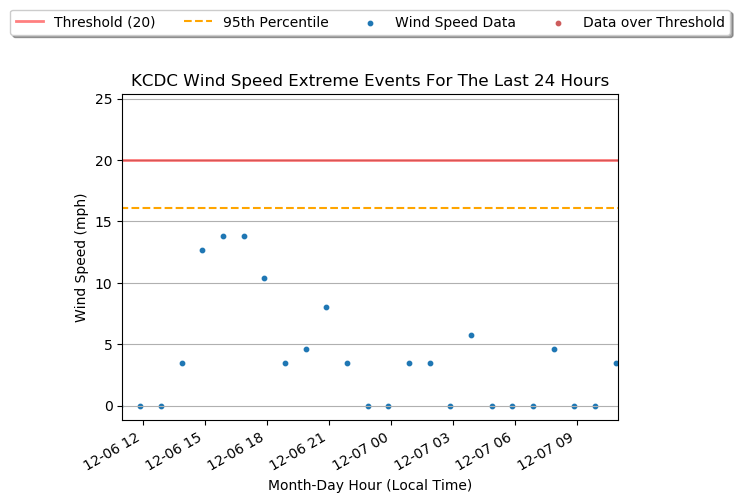 Threshold (20) 95th Percentile Wind Speed Data Data over Threshold
KCDC Wind Speed Extreme Events For The Last 24 Hours
25
20
15
10
5
0
Wind Speed (mph)
12-06 12 12-06 15 12-06 18 12-06 21 12-07 00 12-07 03 12-07 06 12-07 09
Month-Day Hour (Local Time)